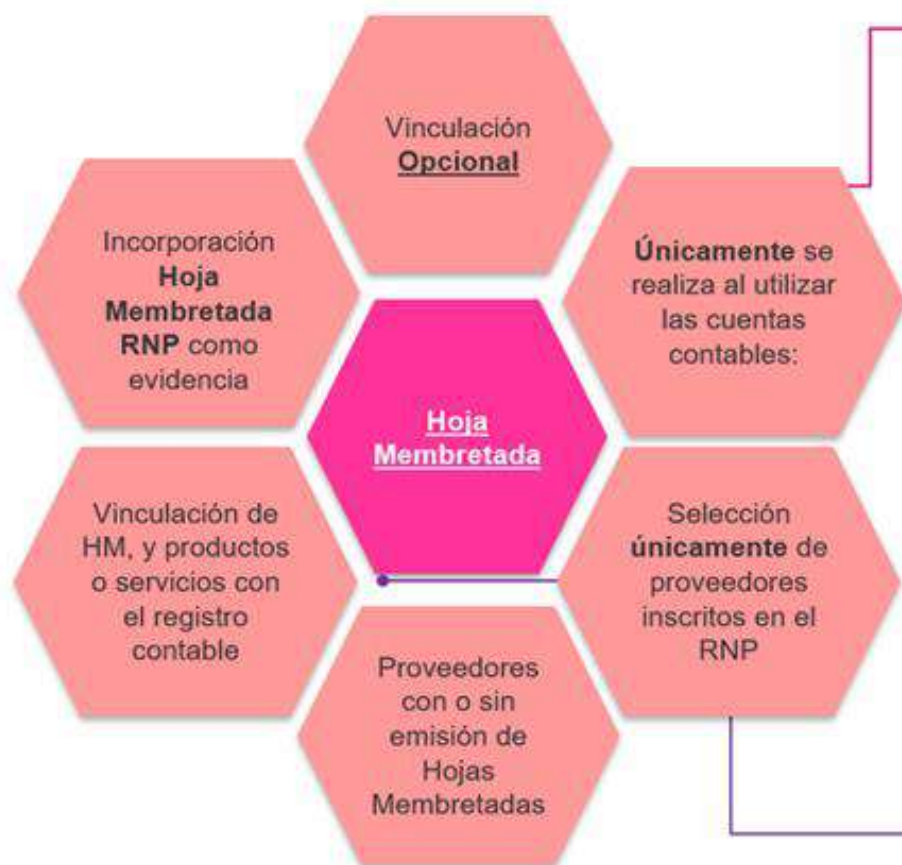 Vinculación
Opcional
Incorporación
Hoja
Membretada
RNP como
evidencia
Únicamente se
realiza al utilizar
las cuentas
contables:
Hoja
Membretada
Vinculación de
HM, y productos
o servicios con
el registro
contable
Selección
únicamente de
proveedores
inscritos en el
RNP
Proveedores
con o sin
emisión de
Hojas
Membretadas